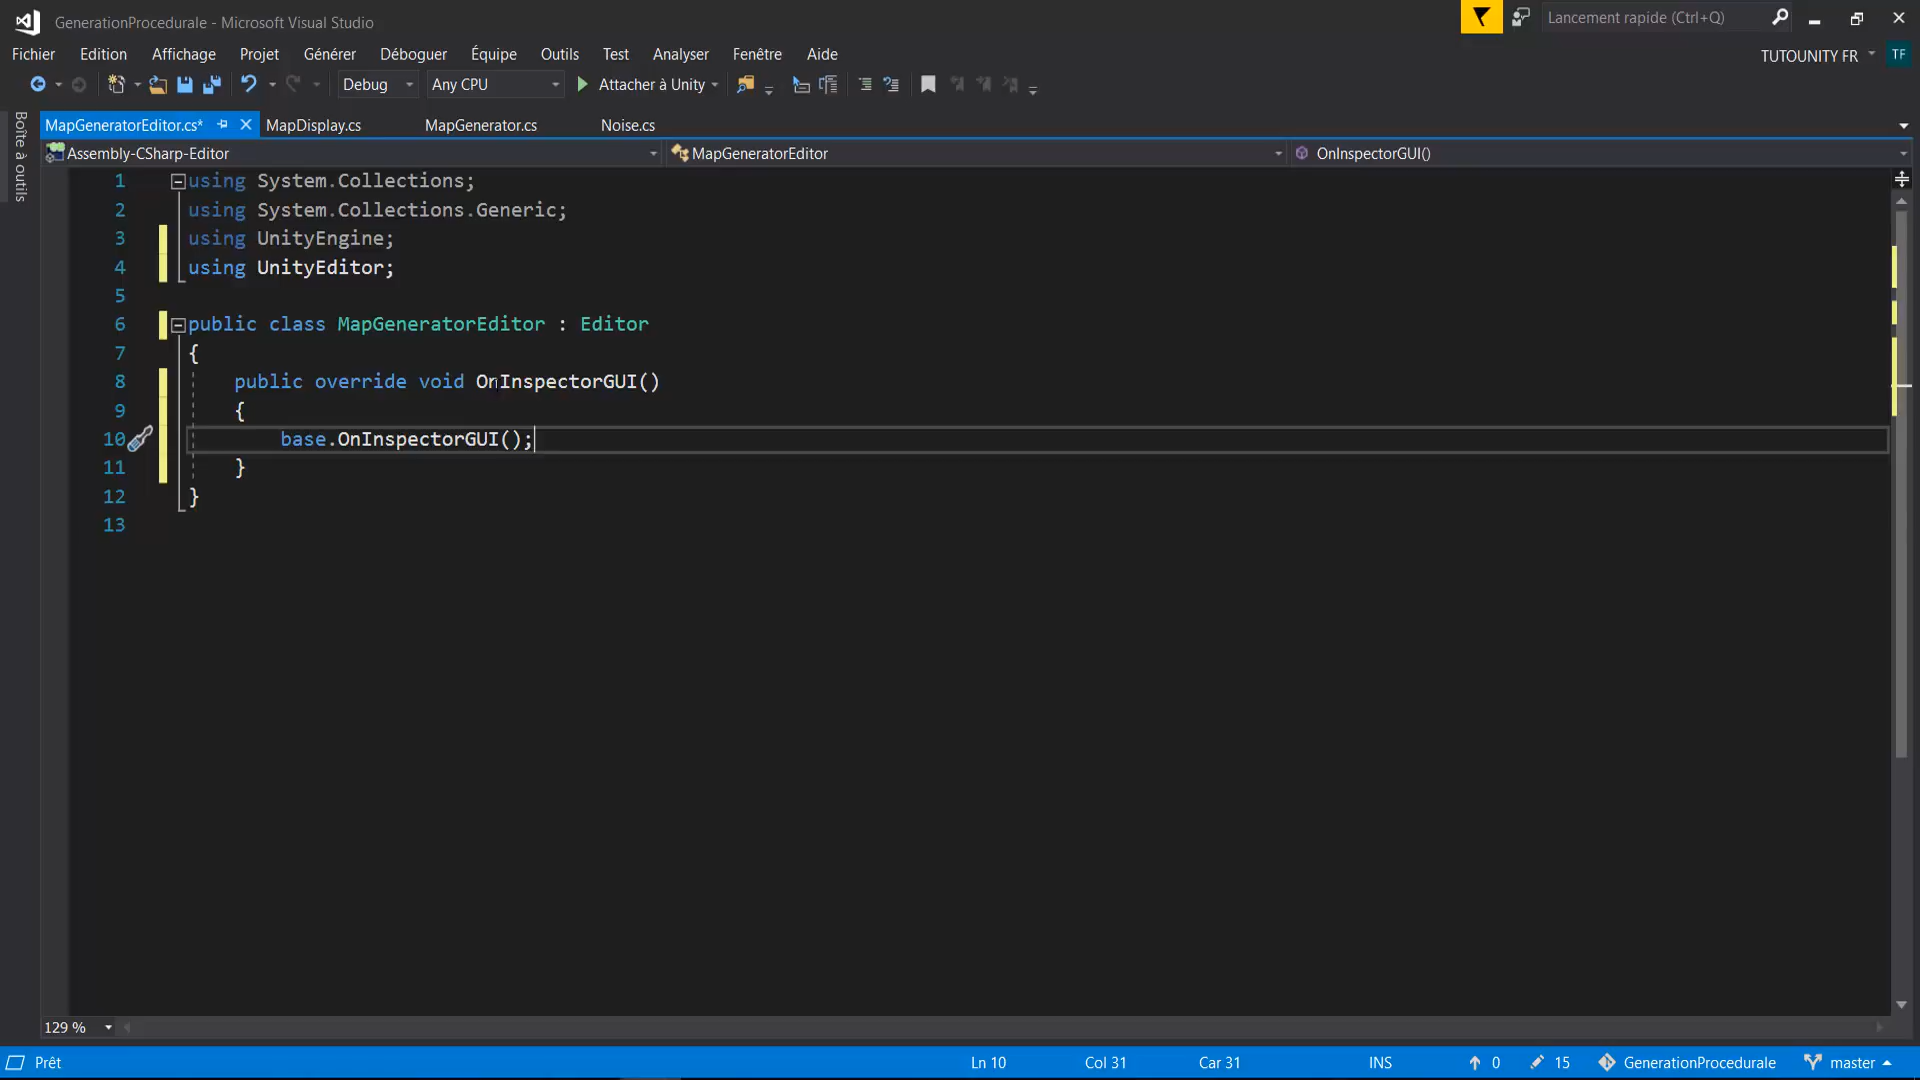 GenerationProcedurale - Microsoft Visual Studio
Lancement rapide (Ctrl+Q)
Fichier Edition Affichage Projet Générer Déboguer Équipe Outils Test Analyser Fenêtre Aide
TUTOUNITY FR TF
Debug Any CPU Attacher à Unity
Boîte à outils
MapGeneratorEditor.cs* MapDisplay.cs MapGenerator.cs Noise.cs
Assembly-CSharp-Editor MapGeneratorEditor OnInspectorGUI()
1 using System.Collections;
2 using System.Collections.Generic;
3 using UnityEngine;
4 using UnityEditor;
5
6 public class MapGeneratorEditor : Editor
7 {
8 public override void OnInspectorGUI()
9 {
10 base.OnInspectorGUI();
11 }
12 }
13
129 %
Prêt Ln 10 Col 31 Car 31 INS 0 15 GenerationProcedurale master